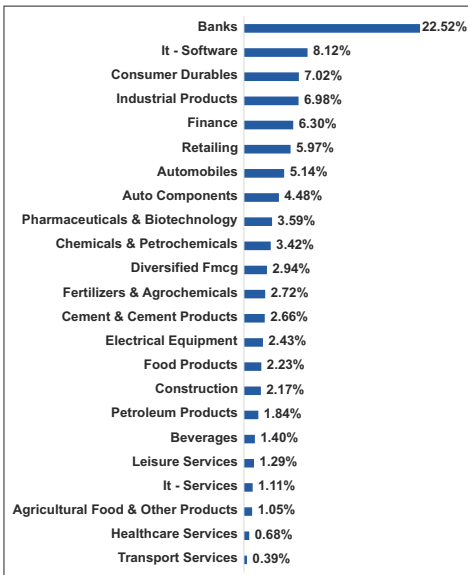 Banks 22.52%
It - Software 8.12%
Consumer Durables 7.02%
Industrial Products 6.98%
Finance 6.30%
Retailing 5.97%
Automobiles 5.14%
Auto Components 4.48%
Pharmaceuticals & Biotechnology 3.59%
Chemicals & Petrochemicals 3.42%
Diversified Fmcg 2.94%
Fertilizers & Agrochemicals 2.72%
Cement & Cement Products 2.66%
Electrical Equipment 2.43%
Food Products 2.23%
Construction 2.17%
Petroleum Products 1.84%
Beverages 1.40%
Leisure Services 1.29%
It - Services 1.11%
Agricultural Food & Other Products 1.05%
Healthcare Services 0.68%
Transport Services 0.39%